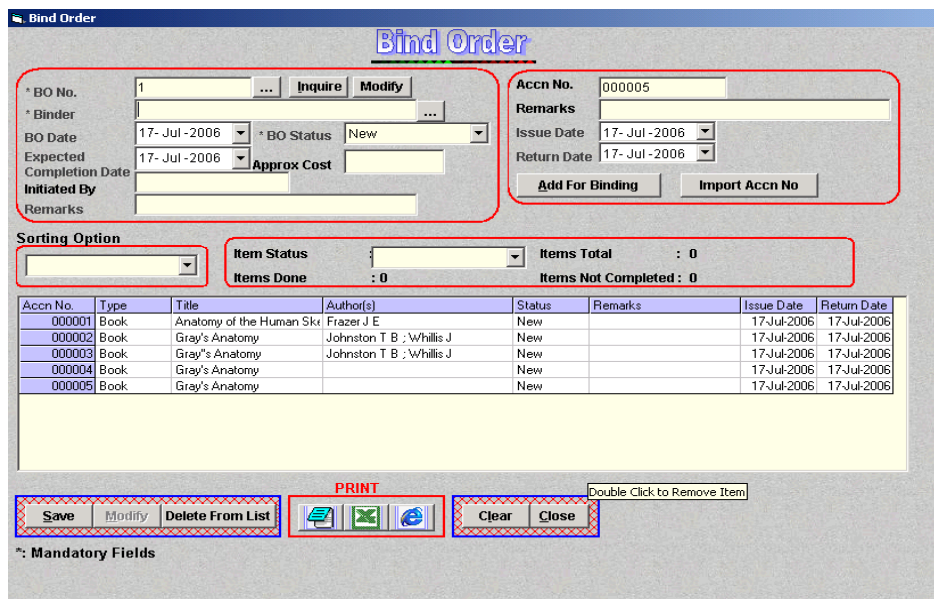 Bind Order
Bind Order
* BO No. 1 ... Inquire Modify
* Binder ...
BO Date 17- Jul -2006 * BO Status New
Expected Completion Date 17- Jul -2006 Approx Cost
Initiated By
Remarks
Accn No. 000005
Remarks
Issue Date 17- Jul -2006
Return Date 17- Jul -2006
Add For Binding Import Accn No
Sorting Option
Item Status : Items Total : 0
Items Done : 0 Items Not Completed : 0
Accn No. Type Title Author(s) Status Remarks Issue Date Return Date
000001 Book Anatomy of the Human Ske Frazer J E New 17-Jul-2006 17-Jul-2006
000002 Book Gray's Anatomy Johnston T B ; Whillis J New 17-Jul-2006 17-Jul-2006
000003 Book Gray"s Anatomy Johnston T B ; Whillis J New 17-Jul-2006 17-Jul-2006
000004 Book Gray's Anatomy New 17-Jul-2006 17-Jul-2006
000005 Book Gray's Anatomy New 17-Jul-2006 17-Jul-2006
PRINT
Double Click to Remove Item
Save Modify Delete From List Clear Close
*: Mandatory Fields